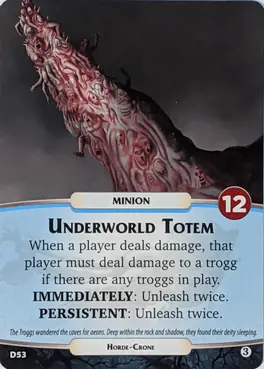 MINION
12
UNDERWORLD TOTEM
When a player deals damage, that
player must deal damage to a trogg
if there are any troggs in play.
IMMEDIATELY: Unleash twice.
PERSISTENT: Unleash twice.
The Troggs wandered the caves for aeons. Deep within the rock and shadow, they found their deity sleeping.
HORDE-CRONE
D53
3